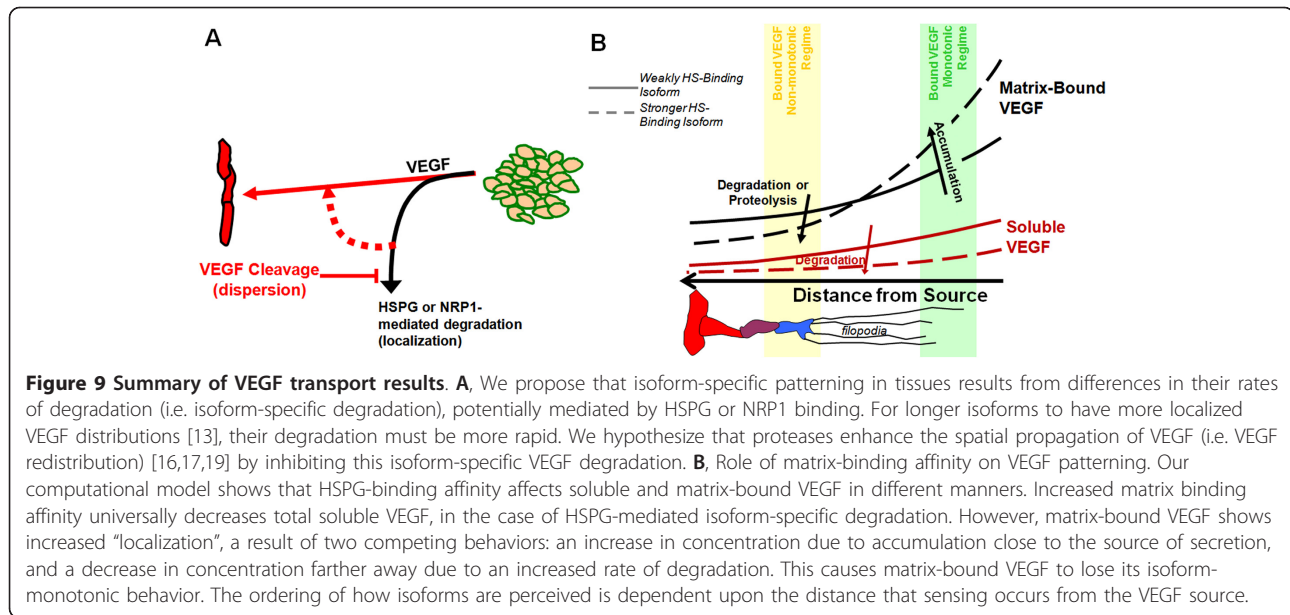 A
VEGF
VEGF Cleavage
(dispersion)
HSPG or NRP1-
mediated degradation
(localization)
B
Weakly HS-Binding
Isoform
Stronger HS-
Binding Isoform
Bound VEGF
Non-monotonic
Regime
Bound VEGF
Monotonic
Regime
Matrix-Bound
VEGF
Accumulation
Degradation or
Proteolysis
Soluble
VEGF
Degradation
Distance from Source
filopodia
Figure 9 Summary of VEGF transport results. A, We propose that isoform-specific patterning in tissues results from differences in their rates
of degradation (i.e. isoform-specific degradation), potentially mediated by HSPG or NRP1 binding. For longer isoforms to have more localized
VEGF distributions [13], their degradation must be more rapid. We hypothesize that proteases enhance the spatial propagation of VEGF (i.e. VEGF
redistribution) [16,17,19] by inhibiting this isoform-specific VEGF degradation. B, Role of matrix-binding affinity on VEGF patterning. Our
computational model shows that HSPG-binding affinity affects soluble and matrix-bound VEGF in different manners. Increased matrix binding
affinity universally decreases total soluble VEGF, in the case of HSPG-mediated isoform-specific degradation. However, matrix-bound VEGF shows
increased "localization", a result of two competing behaviors: an increase in concentration due to accumulation close to the source of secretion,
and a decrease in concentration farther away due to an increased rate of degradation. This causes matrix-bound VEGF to lose its isoform-
monotonic behavior. The ordering of how isoforms are perceived is dependent upon the distance that sensing occurs from the VEGF source.